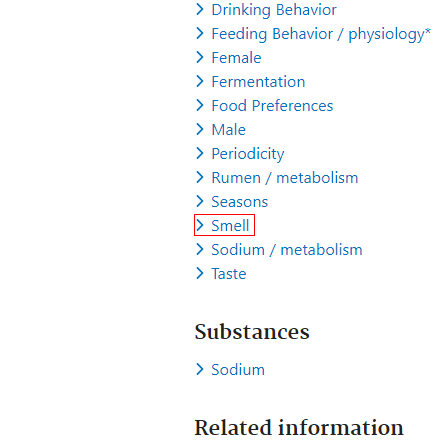 Drinking Behavior
Feeding Behavior / physiology*
Female
Fermentation
Food Preferences
Male
Periodicity
Rumen / metabolism
Seasons
Smell
Sodium / metabolism
Taste
Substances
Sodium
Related information